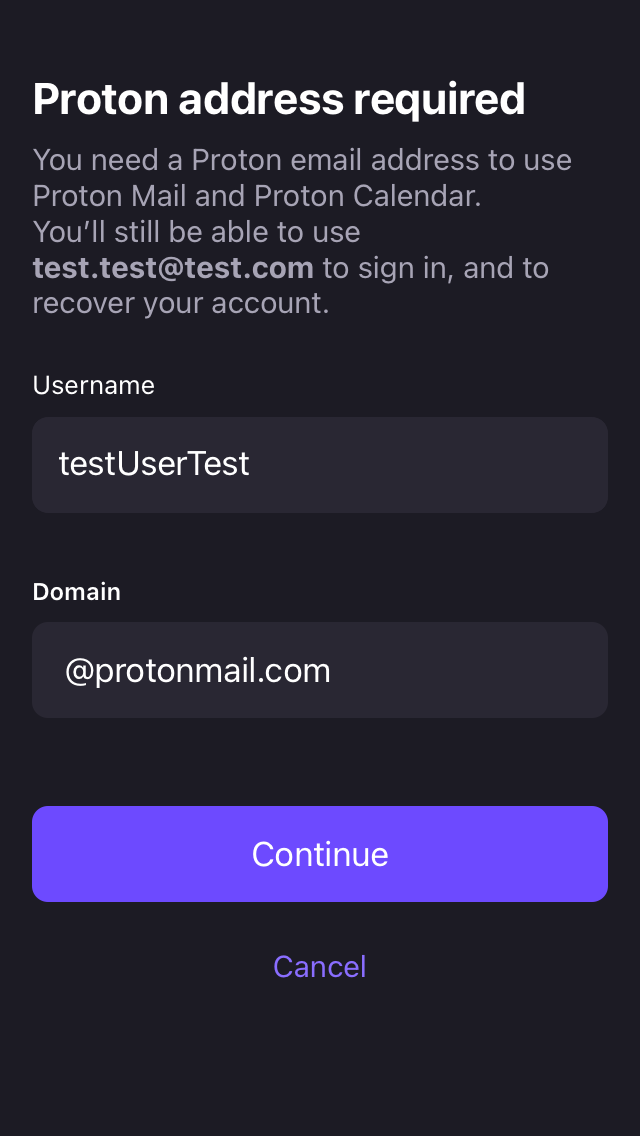 Proton address required
You need a Proton email address to use
Proton Mail and Proton Calendar.
You’ll still be able to use
test.test@test.com to sign in, and to
recover your account.
Username
testUserTest
Domain
@protonmail.com
Continue
Cancel